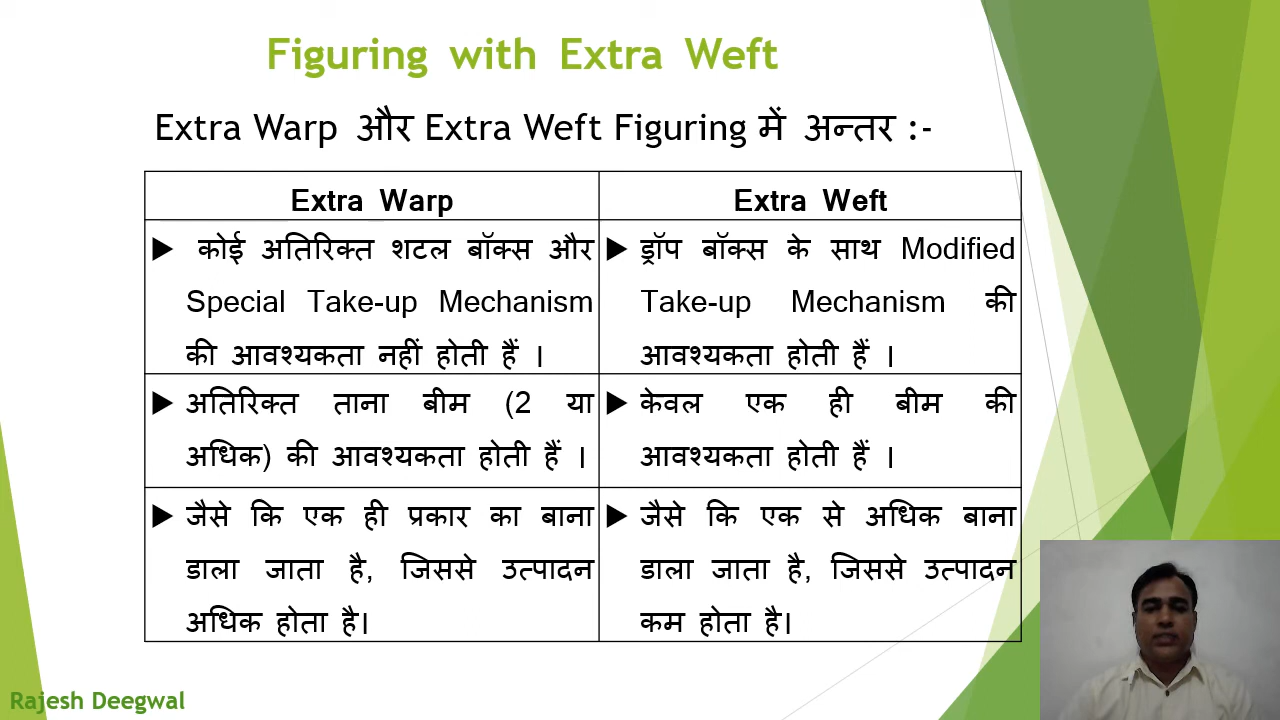 Figuring with Extra Weft
Extra Warp और Extra Weft Figuring में अन्तर :-
Extra Warp
Extra Weft
कोई अतिरिक्त शटल बॉक्स और
Special Take-up Mechanism
की आवश्यकता नहीं होती हैं ।
ड्रॉप बॉक्स के साथ Modified
Take-up Mechanism की
आवश्यकता होती हैं ।
अतिरिक्त ताना बीम (2 या
अधिक) की आवश्यकता होती हैं ।
केवल एक ही बीम की
आवश्यकता होती हैं ।
जैसे कि एक ही प्रकार का बाना
डाला जाता है, जिससे उत्पादन
अधिक होता है।
जैसे कि एक से अधिक बाना
डाला जाता है, जिससे उत्पादन
कम होता है।
Rajesh Deegwal